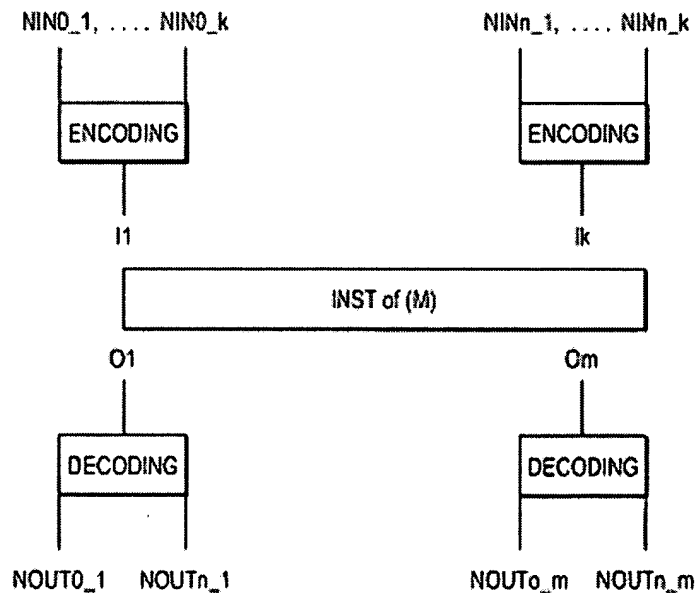 NIN0_1, .... NIN0_k NINn_1, .... NINn_k
ENCODING ENCODING
I1 Ik
INST of (M)
O1 Om
DECODING DECODING
NOUT0_1 NOUTn_1 NOUTo_m NOUTn_m